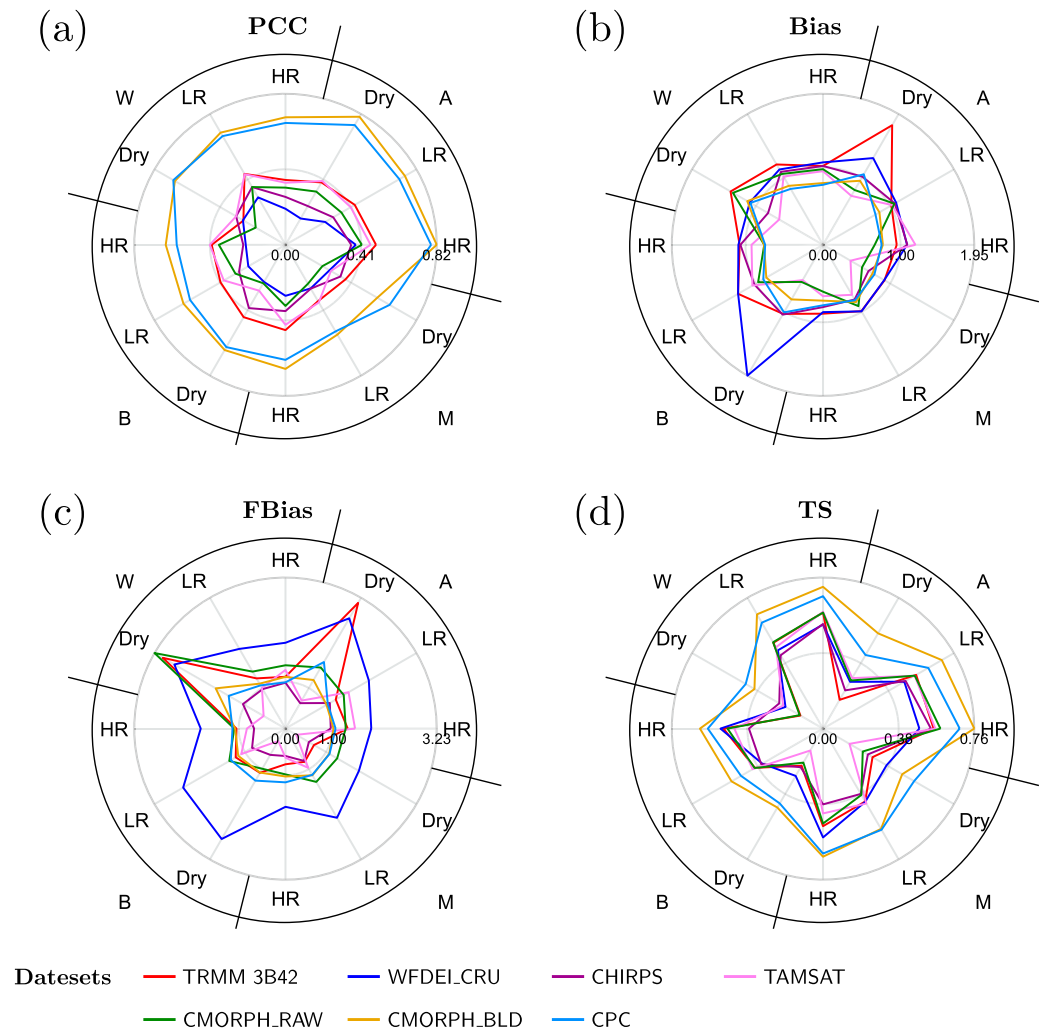 (a) PCC
HR
W LR Dry A
Dry LR
HR 0.00 0.41 0.82 HR
LR Dry
B Dry LR M
HR
(b) Bias
HR
W LR Dry A
Dry LR
HR 0.00 1.00 1.95 HR
LR Dry
B Dry LR M
HR
(c) FBias
HR
W LR Dry A
Dry LR
HR 0.00 1.00 3.23 HR
LR Dry
B Dry LR M
HR
(d) TS
HR
W LR Dry A
Dry LR
HR 0.00 0.38 0.76 HR
LR Dry
B Dry LR M
HR
Datesets TRMM 3B42 WFDEI_CRU CHIRPS TAMSAT
CMORPH_RAW CMORPH_BLD CPC